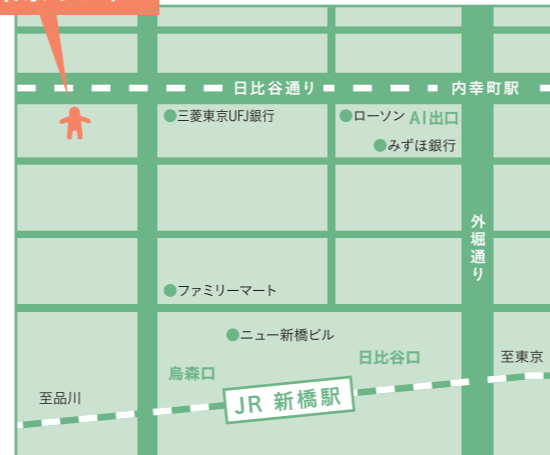 日比谷通り
内幸町駅
三菱東京UFJ銀行
ローソン
A1出口
みずほ銀行
外堀通り
ファミリーマート
ニュー新橋ビル
日比谷口
烏森口
至東京
至品川
JR 新橋駅